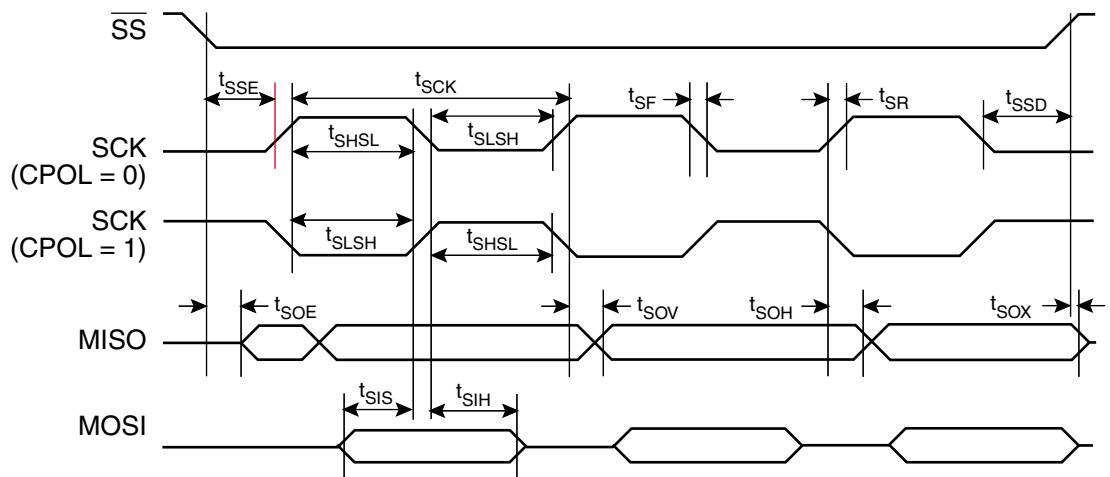 SS
tSSE
tSCK
tSF
tSR
tSSD
SCK
(CPOL = 0)
tSHSL
tSLSH
SCK
(CPOL = 1)
tSLSH
tSHSL
MISO
tSOE
tSOV
tSOH
tSOX
MOSI
tSIS
tSIH